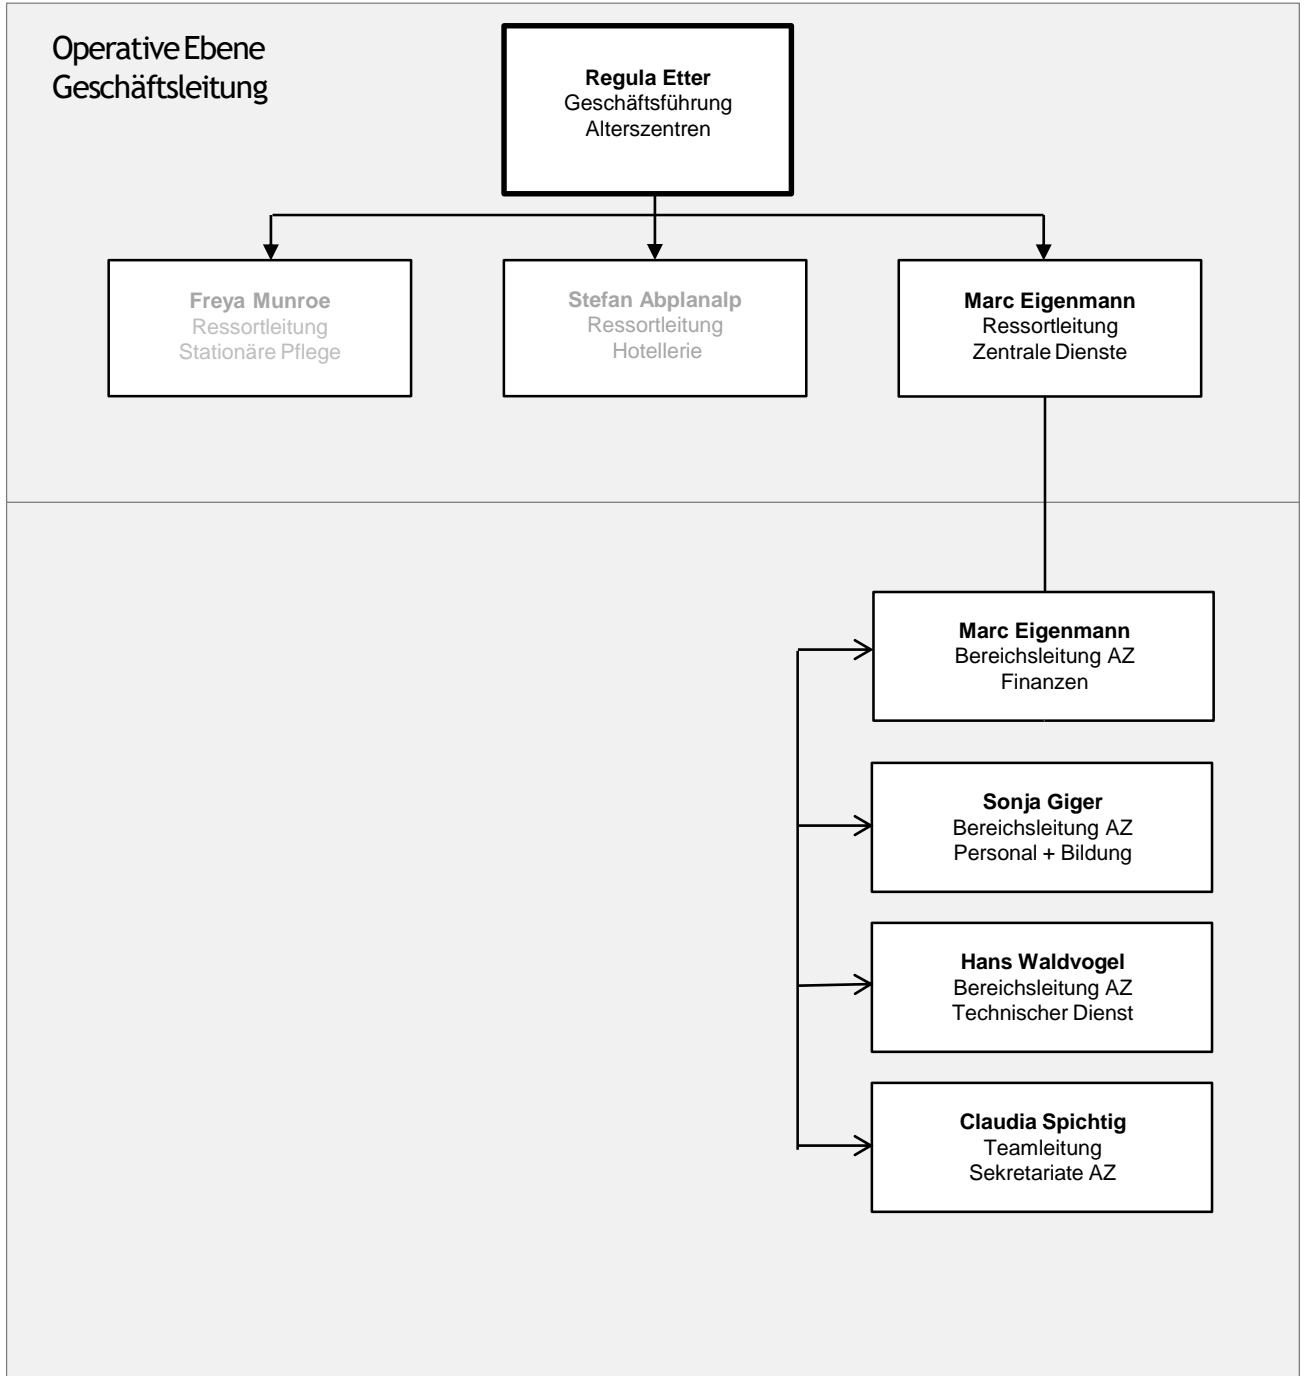 Operative Ebene
Geschäftsleitung
Regula Etter
Geschäftsführung
Alterszentren
Freya Munroe
Ressortleitung
Stationäre Pflege
Stefan Abplanalp
Ressortleitung
Hotellerie
Marc Eigenmann
Ressortleitung
Zentrale Dienste
Marc Eigenmann
Bereichsleitung AZ
Finanzen
Sonja Giger
Bereichsleitung AZ
Personal + Bildung
Hans Waldvogel
Bereichsleitung AZ
Technischer Dienst
Claudia Spichtig
Teamleitung
Sekretariate AZ